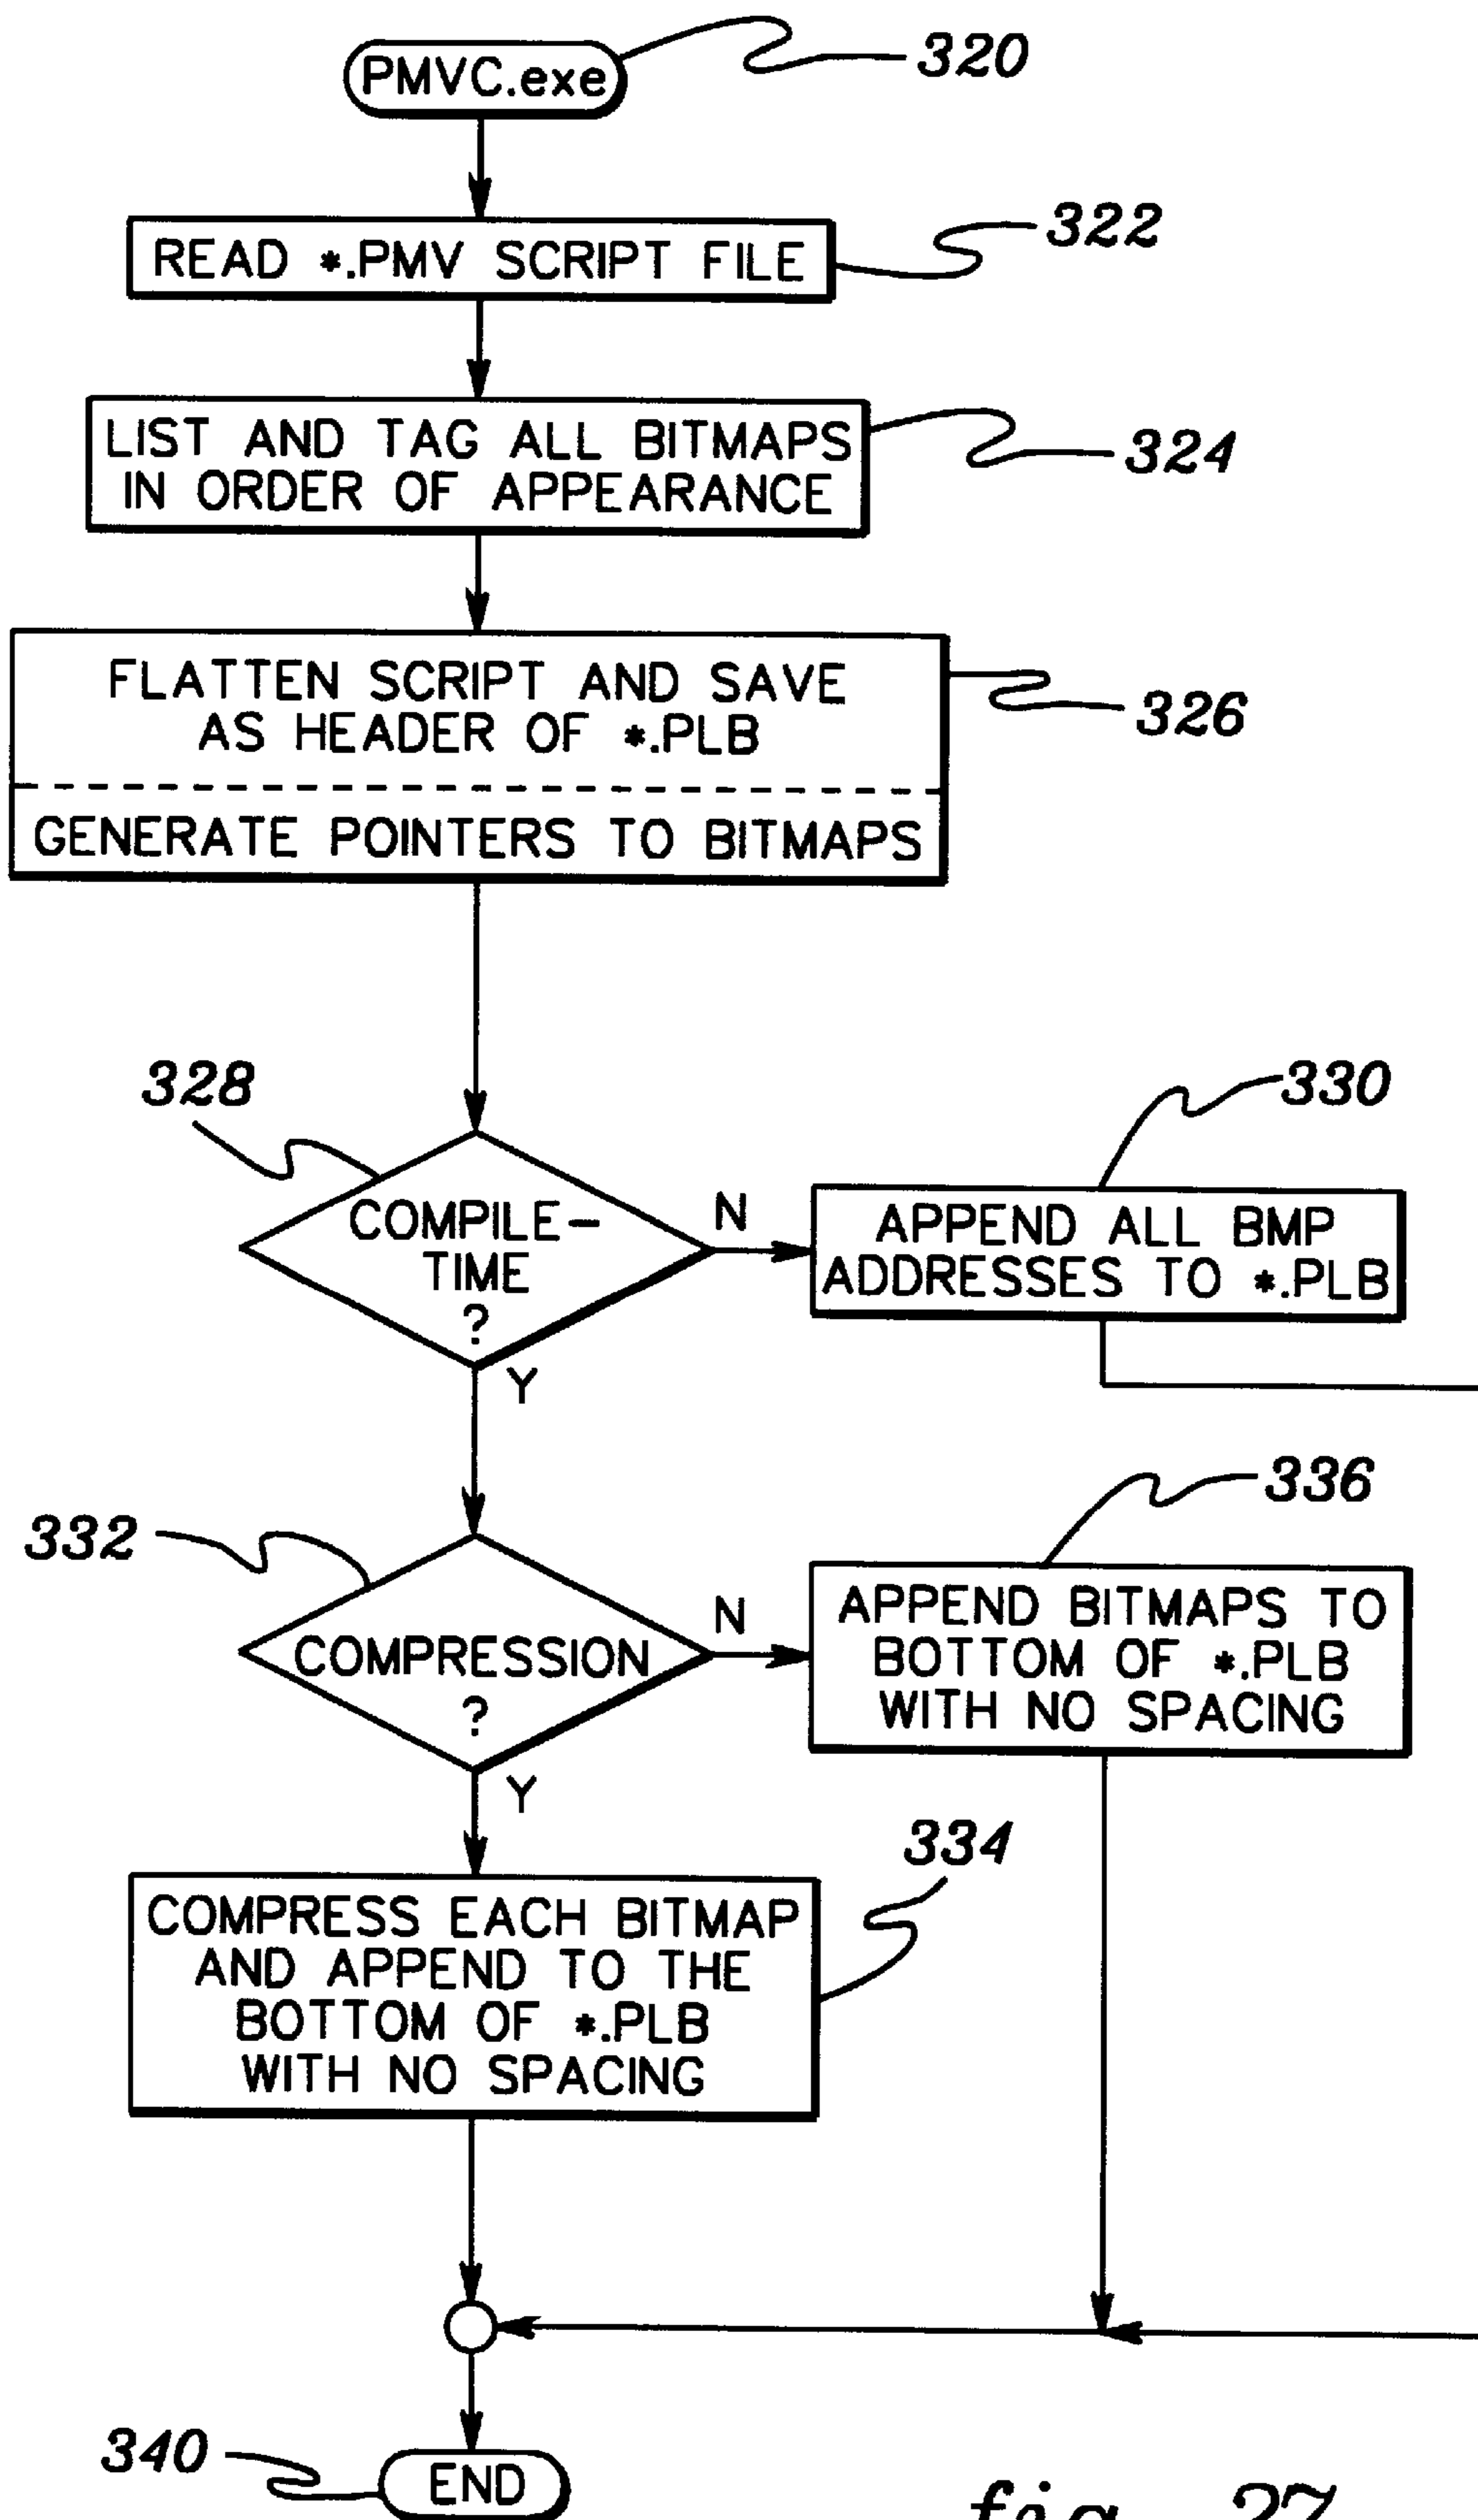 PMVC.exe
320
READ *.PMV SCRIPT FILE
322
LIST AND TAG ALL BITMAPS
IN ORDER OF APPEARANCE
324
FLATTEN SCRIPT AND SAVE
AS HEADER OF *.PLB
GENERATE POINTERS TO BITMAPS
326
328
COMPILE-
TIME
?
N
Y
330
APPEND ALL BMP
ADDRESSES TO *.PLB
332
COMPRESSION
?
N
Y
336
APPEND BITMAPS TO
BOTTOM OF *.PLB
WITH NO SPACING
334
COMPRESS EACH BITMAP
AND APPEND TO THE
BOTTOM OF *.PLB
WITH NO SPACING
340
END
fig. 27